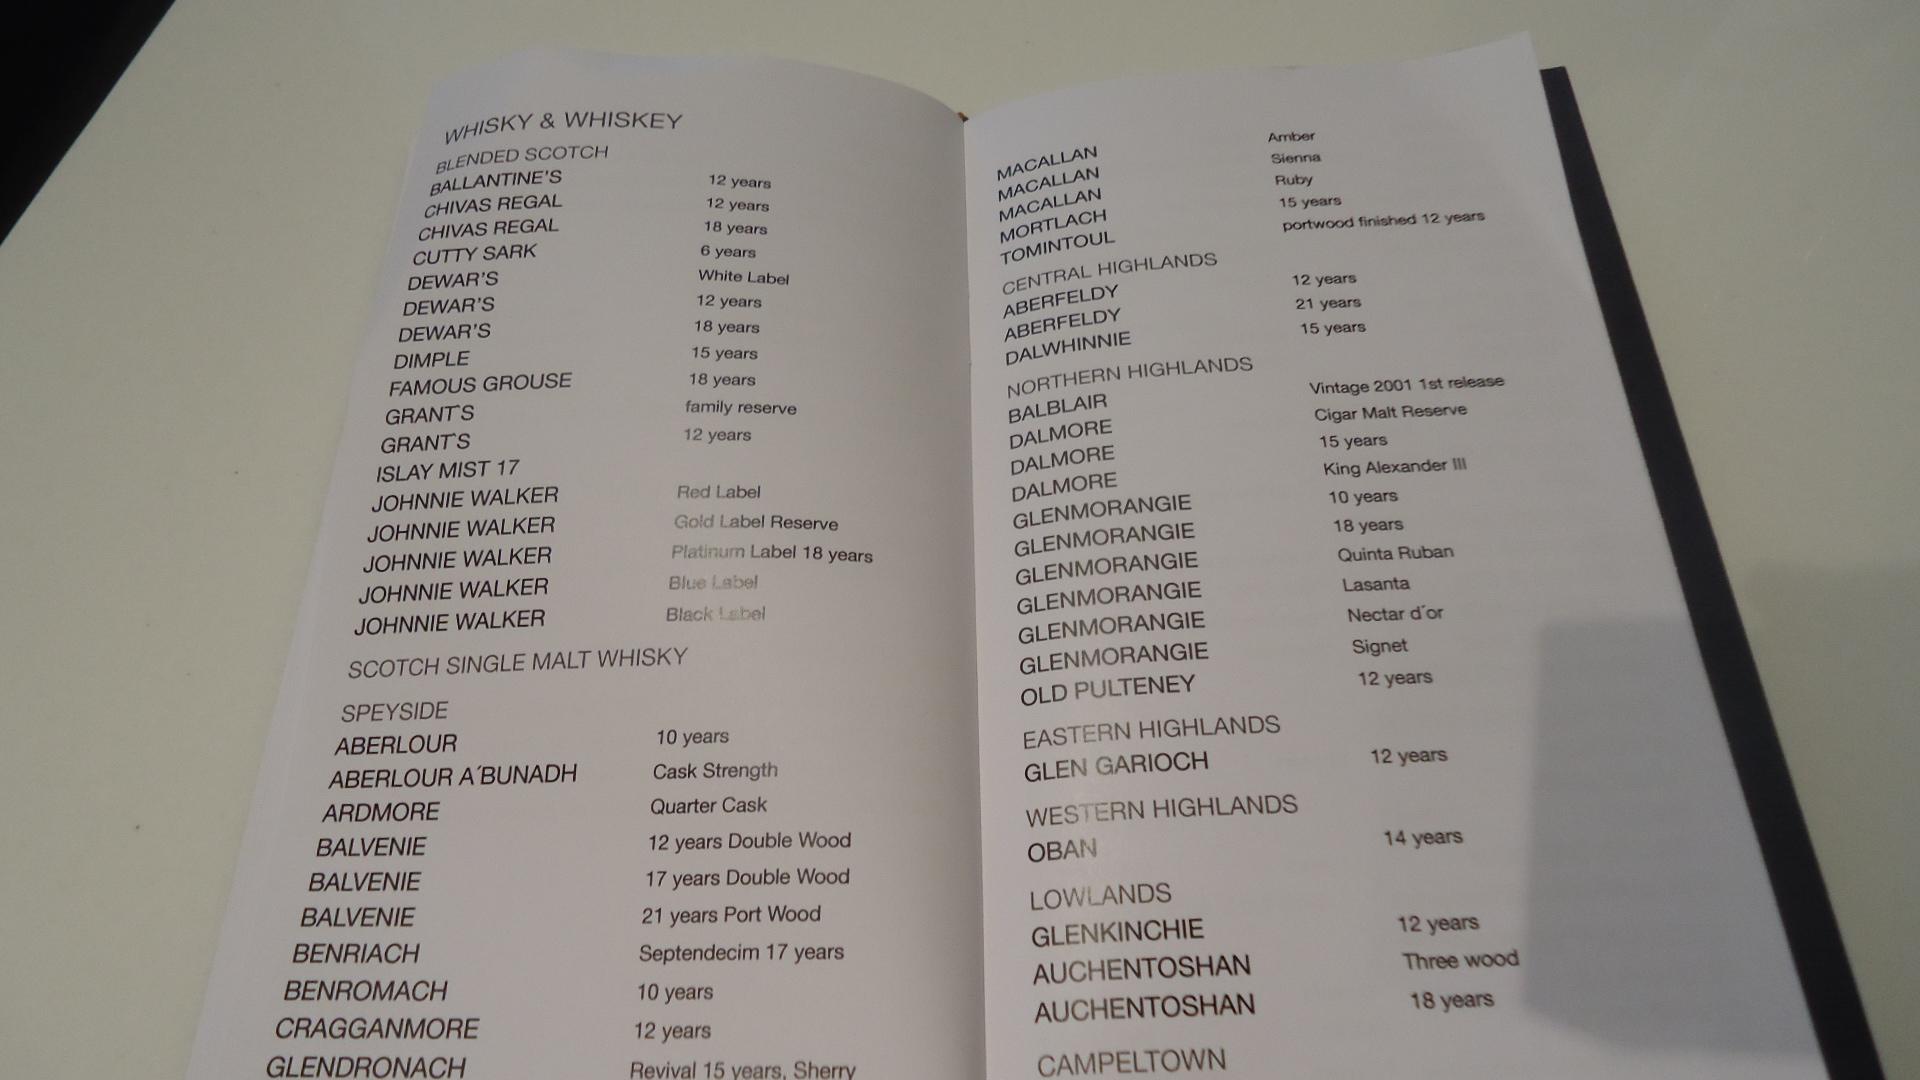 WHISKY & WHISKEY
BLENDED SCOTCH
BALLANTINE'S 12 years
CHIVAS REGAL 12 years
CHIVAS REGAL 18 years
CUTTY SARK 6 years
DEWAR'S White Label
DEWAR'S 12 years
DEWAR'S 18 years
DIMPLE 15 years
FAMOUS GROUSE 18 years
GRANT`S family reserve
GRANT`S 12 years
ISLAY MIST 17
JOHNNIE WALKER Red Label
JOHNNIE WALKER Gold Label Reserve
JOHNNIE WALKER Platinum Label 18 years
JOHNNIE WALKER Blue Label
JOHNNIE WALKER Black Label
SCOTCH SINGLE MALT WHISKY
SPEYSIDE
ABERLOUR 10 years
ABERLOUR A´BUNADH Cask Strength
ARDMORE Quarter Cask
BALVENIE 12 years Double Wood
BALVENIE 17 years Double Wood
BALVENIE 21 years Port Wood
BENRIACH Septendecim 17 years
BENROMACH 10 years
CRAGGANMORE 12 years
GLENDRONACH Revival 15 years, Sherry
MACALLAN Amber
MACALLAN Sienna
MACALLAN Ruby
MORTLACH 15 years
TOMINTOUL portwood finished 12 years
CENTRAL HIGHLANDS
ABERFELDY 12 years
ABERFELDY 21 years
DALWHINNIE 15 years
NORTHERN HIGHLANDS
BALBLAIR Vintage 2001 1st release
DALMORE Cigar Malt Reserve
DALMORE 15 years
DALMORE King Alexander III
GLENMORANGIE 10 years
GLENMORANGIE 18 years
GLENMORANGIE Quinta Ruban
GLENMORANGIE Lasanta
GLENMORANGIE Nectar d´or
GLENMORANGIE Signet
OLD PULTENEY 12 years
EASTERN HIGHLANDS
GLEN GARIOCH 12 years
WESTERN HIGHLANDS
OBAN 14 years
LOWLANDS
GLENKINCHIE 12 years
AUCHENTOSHAN Three wood
AUCHENTOSHAN 18 years
CAMPELTOWN